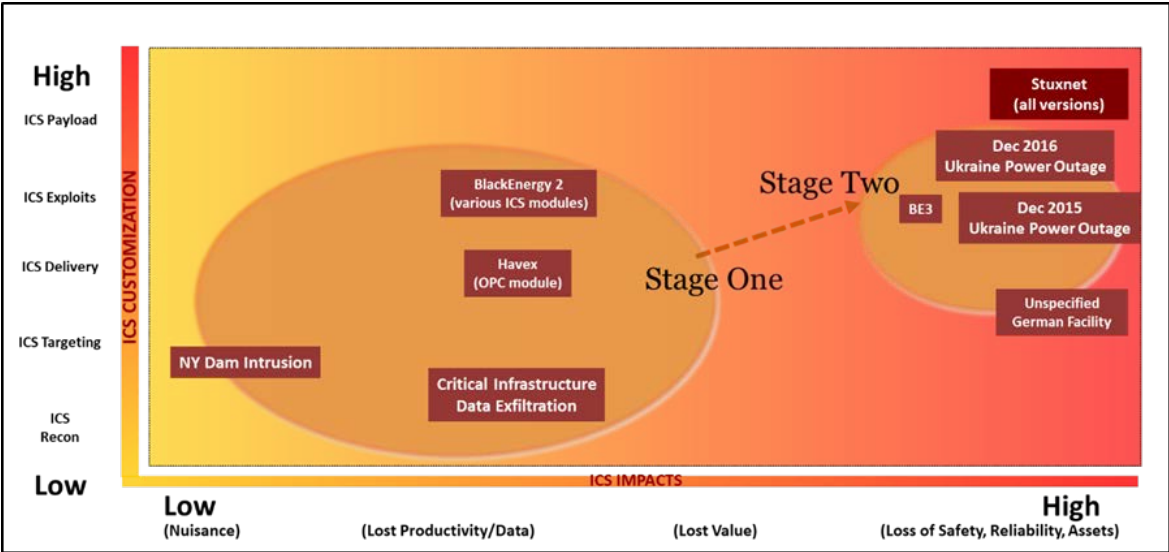 High
ICS Payload
ICS Exploits
ICS Delivery
ICS Targeting
ICS
Recon
Low
ICS CUSTOMIZATION
Stuxnet
(all versions)
Dec 2016
Ukraine Power Outage
BlackEnergy 2
(various ICS modules)
Stage Two
BE3
Dec 2015
Ukraine Power Outage
Havex
(OPC module)
Stage One
Unspecified
German Facility
NY Dam Intrusion
Critical Infrastructure
Data Exfiltration
ICS IMPACTS
Low
(Nuisance)
(Lost Productivity/Data)
(Lost Value)
High
(Loss of Safety, Reliability, Assets)